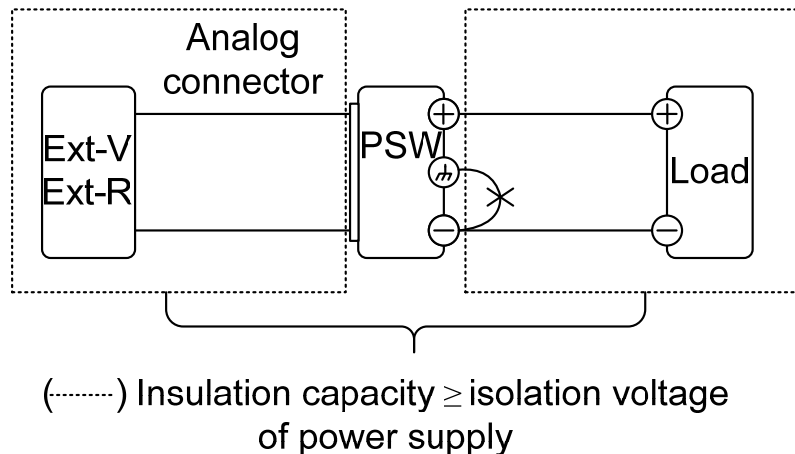 Analog
connector
Ext-V
Ext-R
PSW
+
−
+
−
Load
(┈┈┈) Insulation capacity ≥ isolation voltage
of power supply